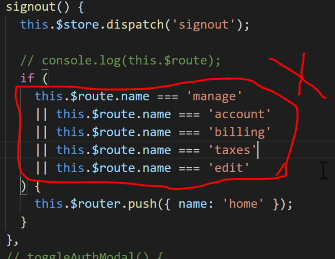 signout() {
this.$store.dispatch('signout');
// console.log(this.$route);
if (
this.$route.name === 'manage'
|| this.$route.name === 'account'
|| this.$route.name === 'billing'
|| this.$route.name === 'taxes'
|| this.$route.name === 'edit'
) {
this.$router.push({ name: 'home' });
}
},
// toggleAuthModal() {